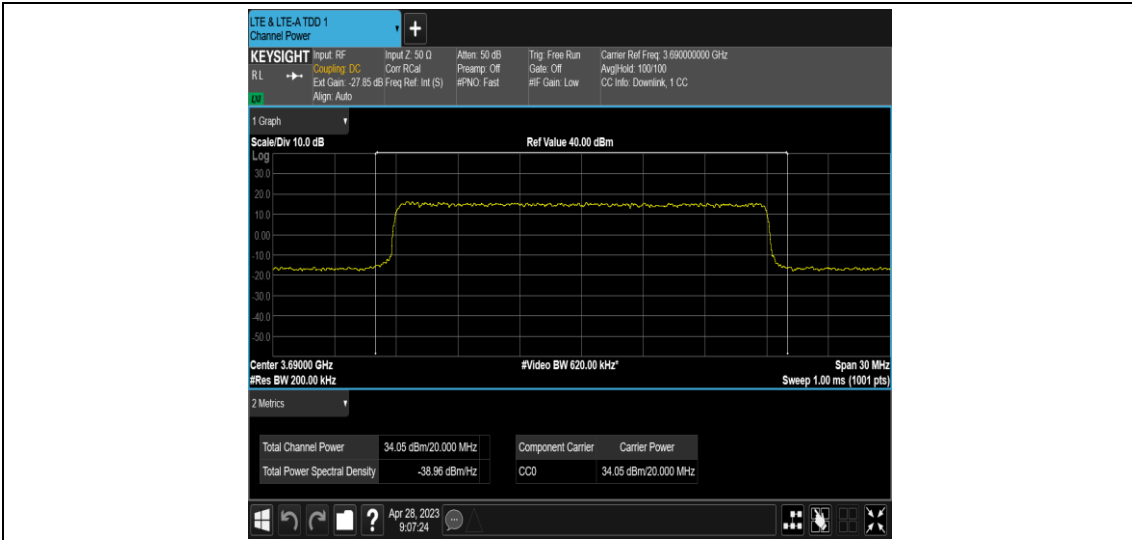 LTE & LTE-A TDD 1
Channel Power
KEYSIGHT Input: RF Input Z: 50 Ω Atten: 50 dB Trig: Free Run Carrier Ref Freq: 3.690000000 GHz
RL Coupling: DC Corr RCal Preamp: Off Gate: Off Avg|Hold: 100/100
Ext Gain: -27.85 dB Freq Ref: Int (S) #PNO: Fast #IF Gain: Low CC Info: Downlink, 1 CC
LXI Align: Auto
1 Graph
Scale/Div 10.0 dB Ref Value 40.00 dBm
Log
30.0
20.0
10.0
0.00
-10.0
-20.0
-30.0
-40.0
-50.0
Center 3.69000 GHz #Video BW 620.00 kHz* Span 30 MHz
#Res BW 200.00 kHz Sweep 1.00 ms (1001 pts)
2 Metrics
Total Channel Power 34.05 dBm/20.000 MHz Component Carrier Carrier Power
Total Power Spectral Density -38.96 dBm/Hz CC0 34.05 dBm/20.000 MHz
? Apr 28, 2023
9:07:24